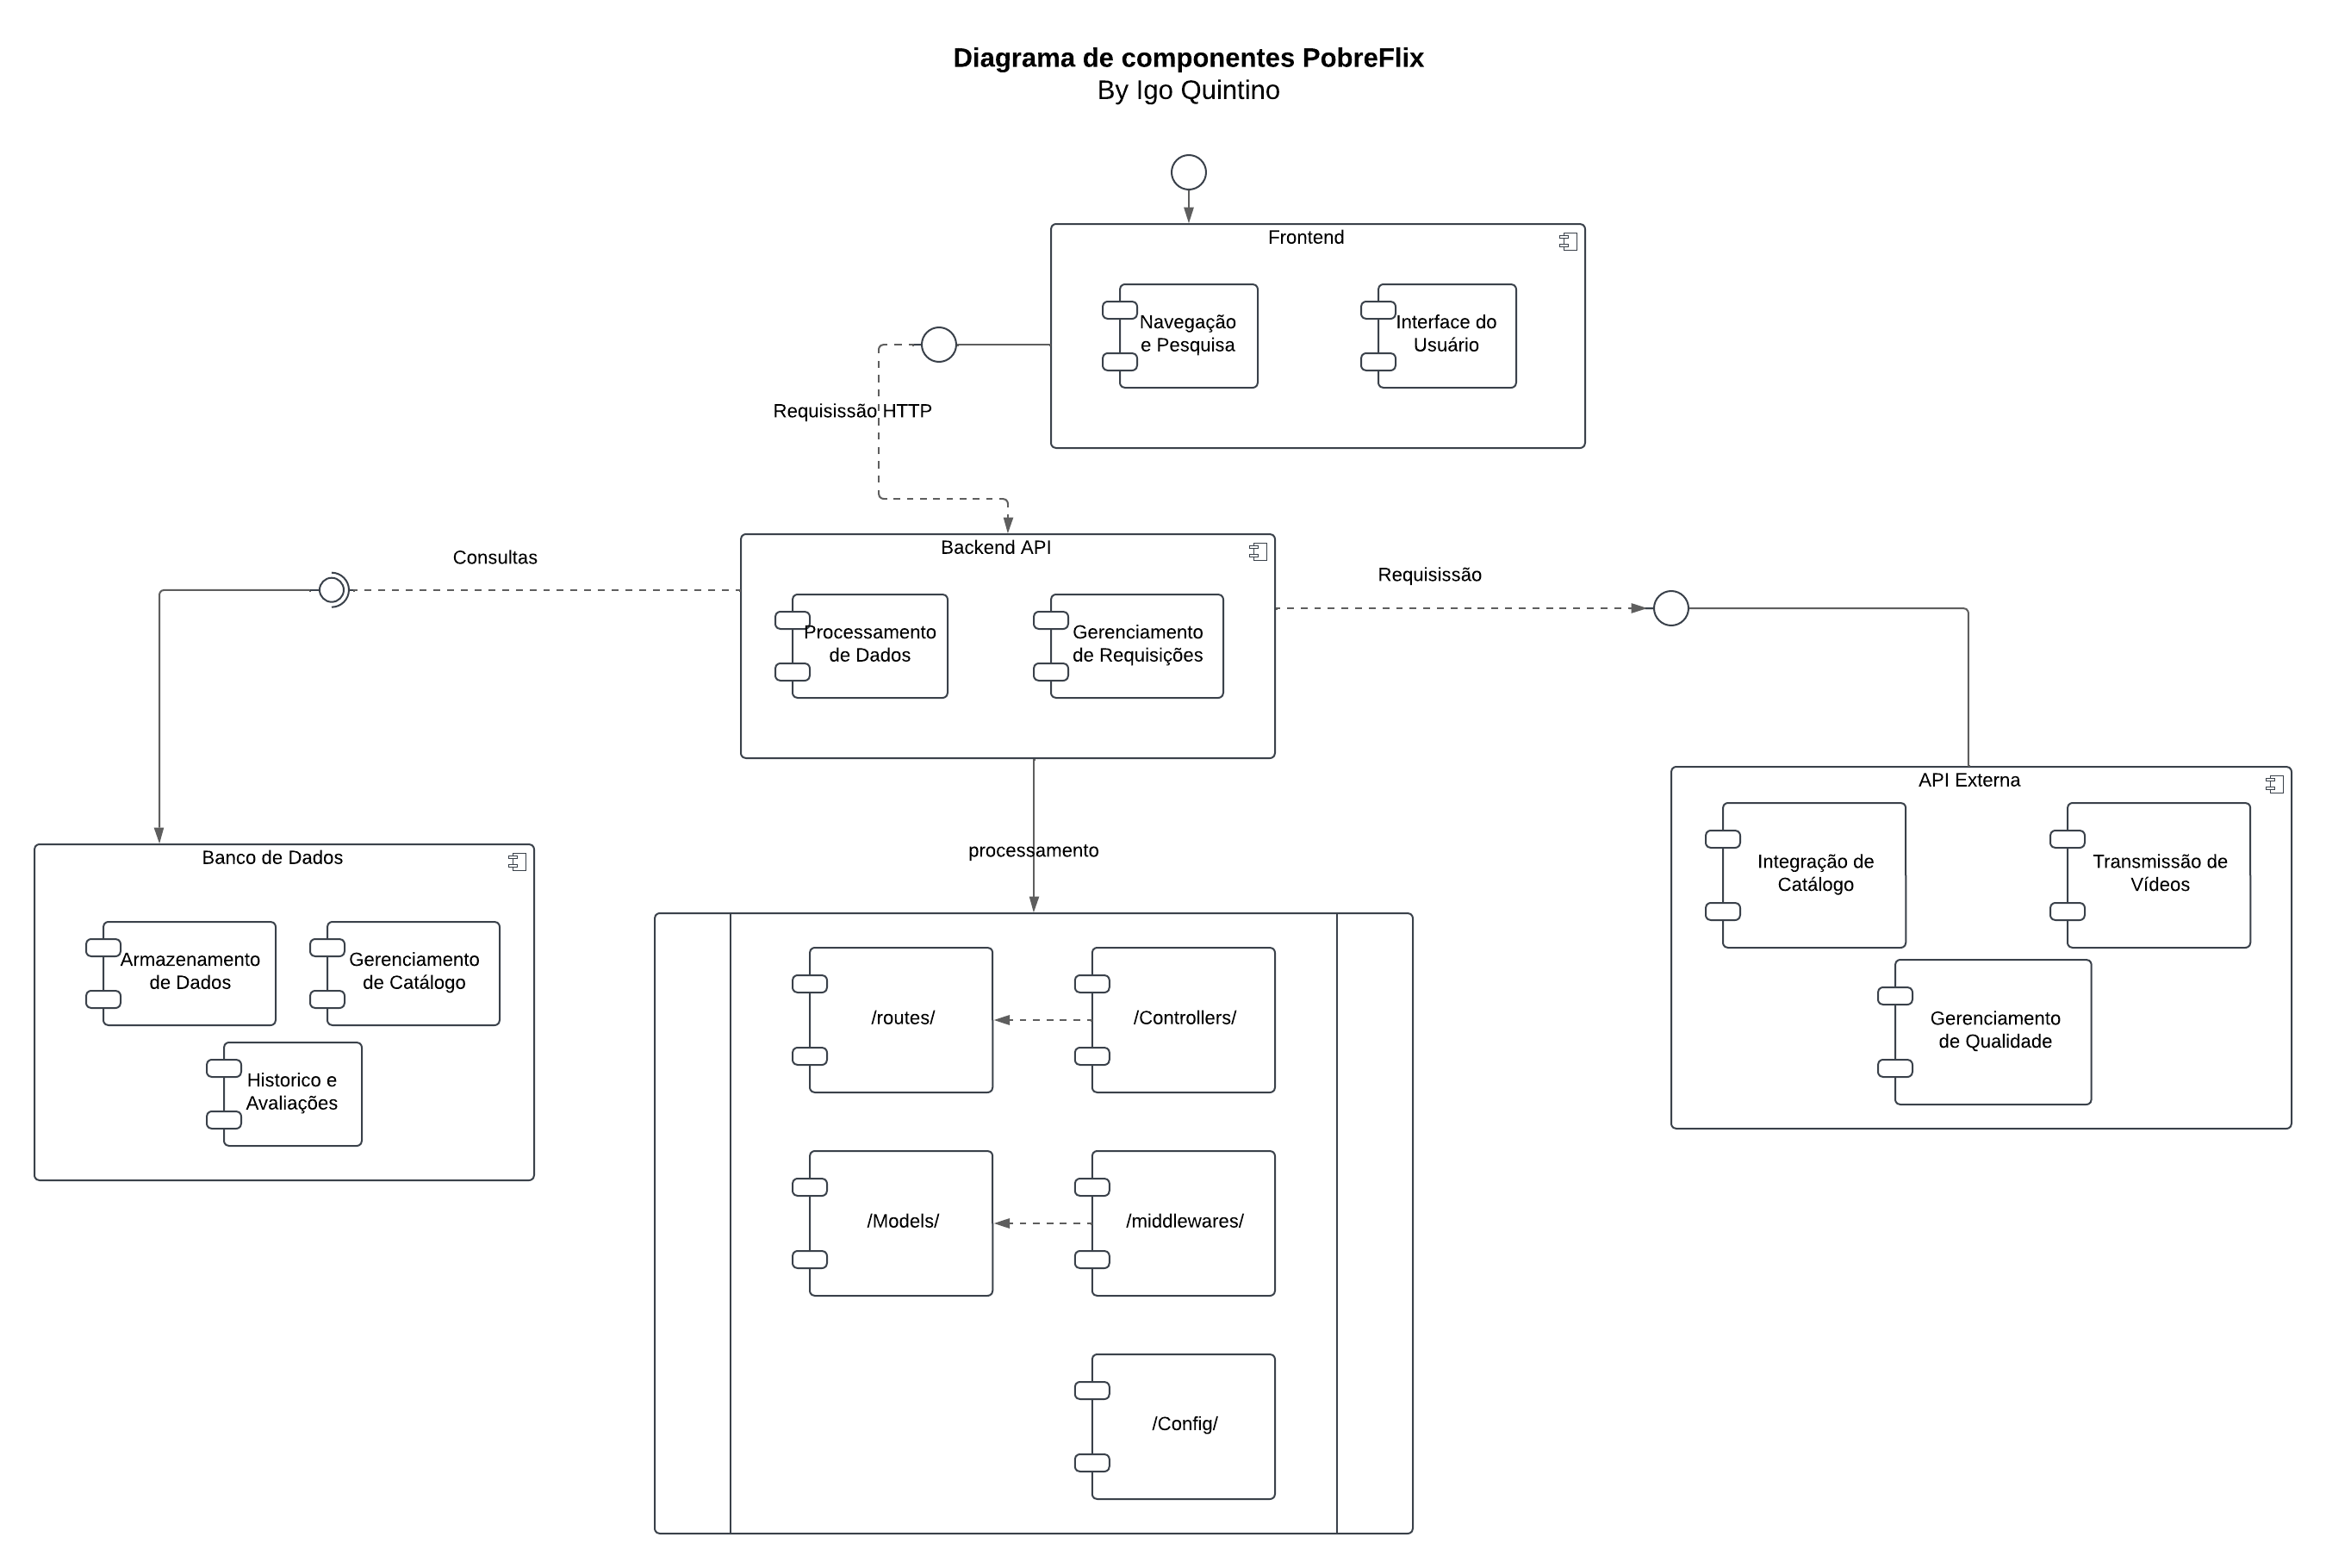 Diagrama de componentes PobreFlix
By Igo Quintino
Frontend
Navegação
e Pesquisa
Interface do
Usuário
Requisissão HTTP
Backend API
Processamento
de Dados
Gerenciamento
de Requisições
Consultas
Requisissão
processamento
Banco de Dados
Armazenamento
de Dados
Gerenciamento
de Catálogo
Historico e
Avaliações
/routes/
/Controllers/
/Models/
/middlewares/
/Config/
API Externa
Integração de
Catálogo
Transmissão de
Vídeos
Gerenciamento
de Qualidade